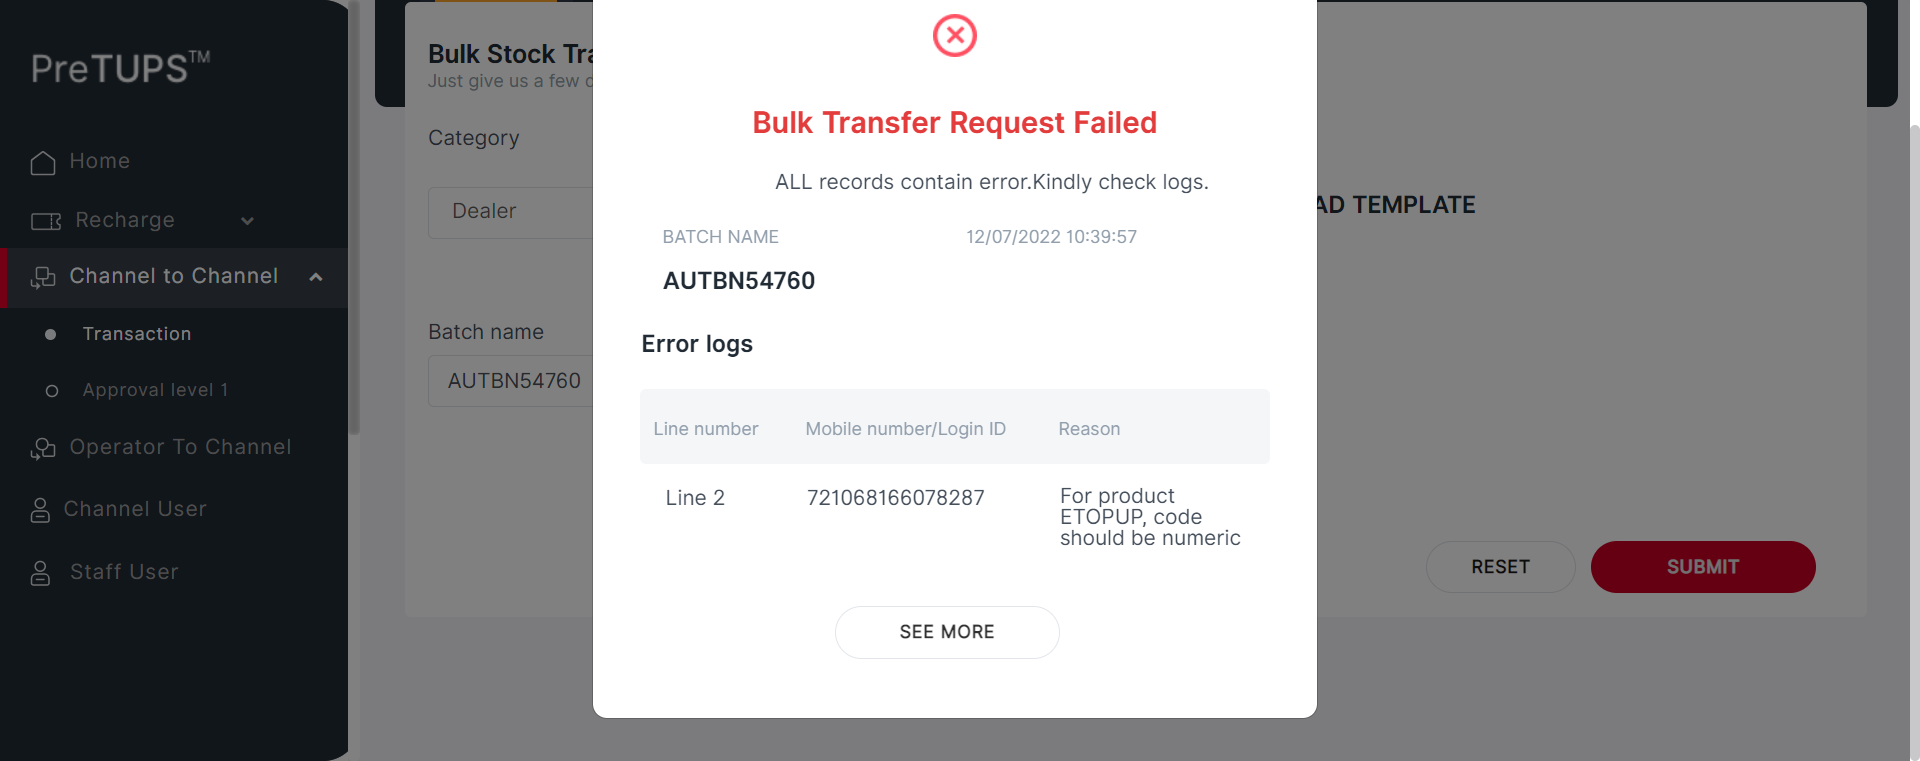 PreTUPS™
Home
Recharge
Channel to Channel
Transaction
Approval level 1
Operator To Channel
Channel User
Staff User
Bulk Stock Tra
Just give us a few d
Category
Dealer
Batch name
AUTBN54760
Bulk Transfer Request Failed
ALL records contain error.Kindly check logs.
BATCH NAME 12/07/2022 10:39:57
AUTBN54760
Error logs
Line number Mobile number/Login ID Reason
Line 2 721068166078287 For product
ETOPUP, code
should be numeric
SEE MORE
AD TEMPLATE
RESET SUBMIT